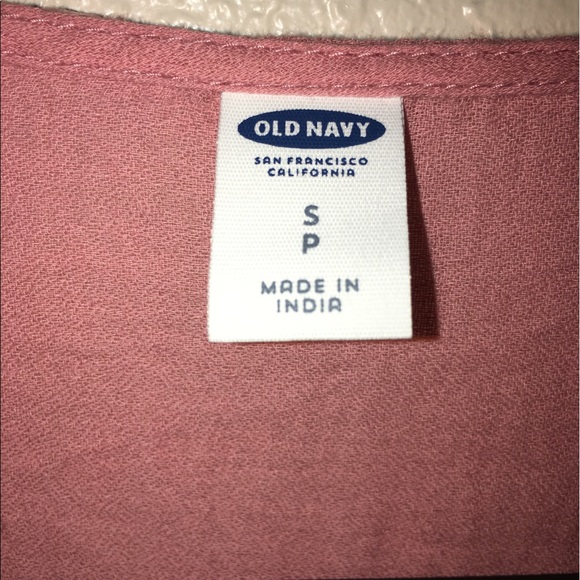 OLD NAVY
SAN FRANCISCO
CALIFORNIA
S
P
MADE IN
INDIA